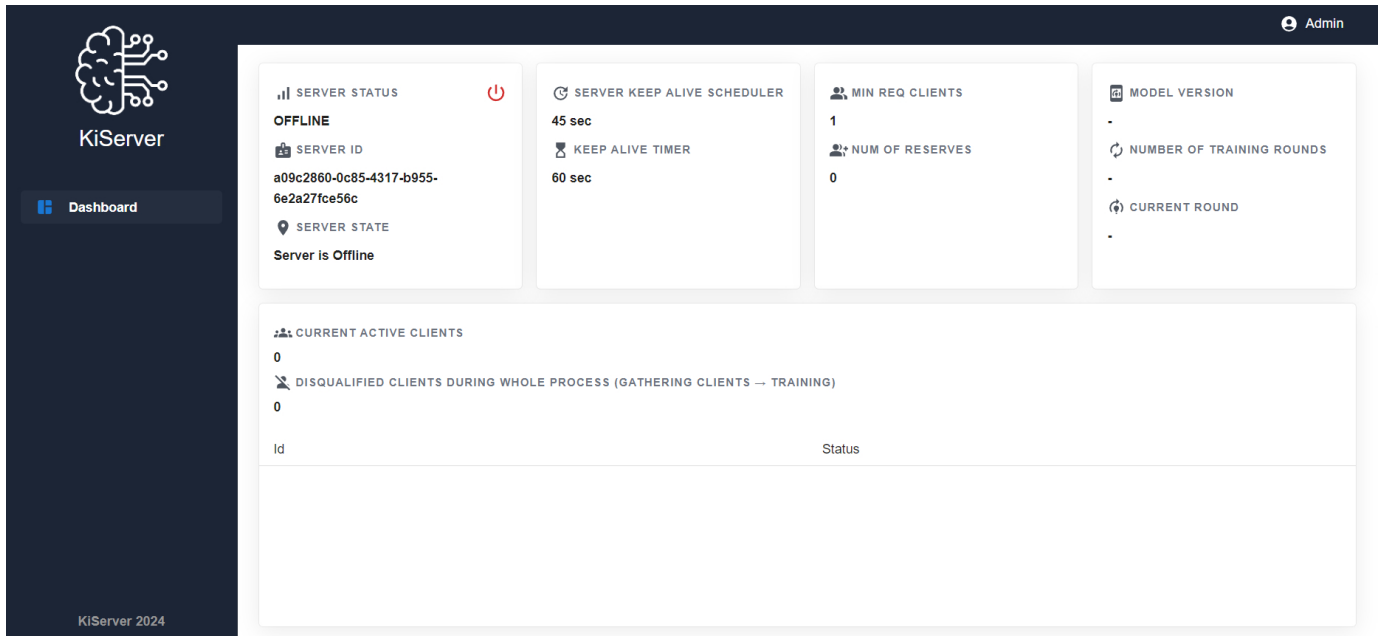 Admin
KiServer
Dashboard
SERVER STATUS
OFFLINE
SERVER ID
a09c2860-0c85-4317-b955-
6e2a27fce56c
SERVER STATE
Server is Offline
SERVER KEEP ALIVE SCHEDULER
45 sec
KEEP ALIVE TIMER
60 sec
MIN REQ CLIENTS
1
NUM OF RESERVES
0
MODEL VERSION
-
NUMBER OF TRAINING ROUNDS
-
CURRENT ROUND
-
CURRENT ACTIVE CLIENTS
0
DISQUALIFIED CLIENTS DURING WHOLE PROCESS (GATHERING CLIENTS → TRAINING)
0
Id Status
KiServer 2024